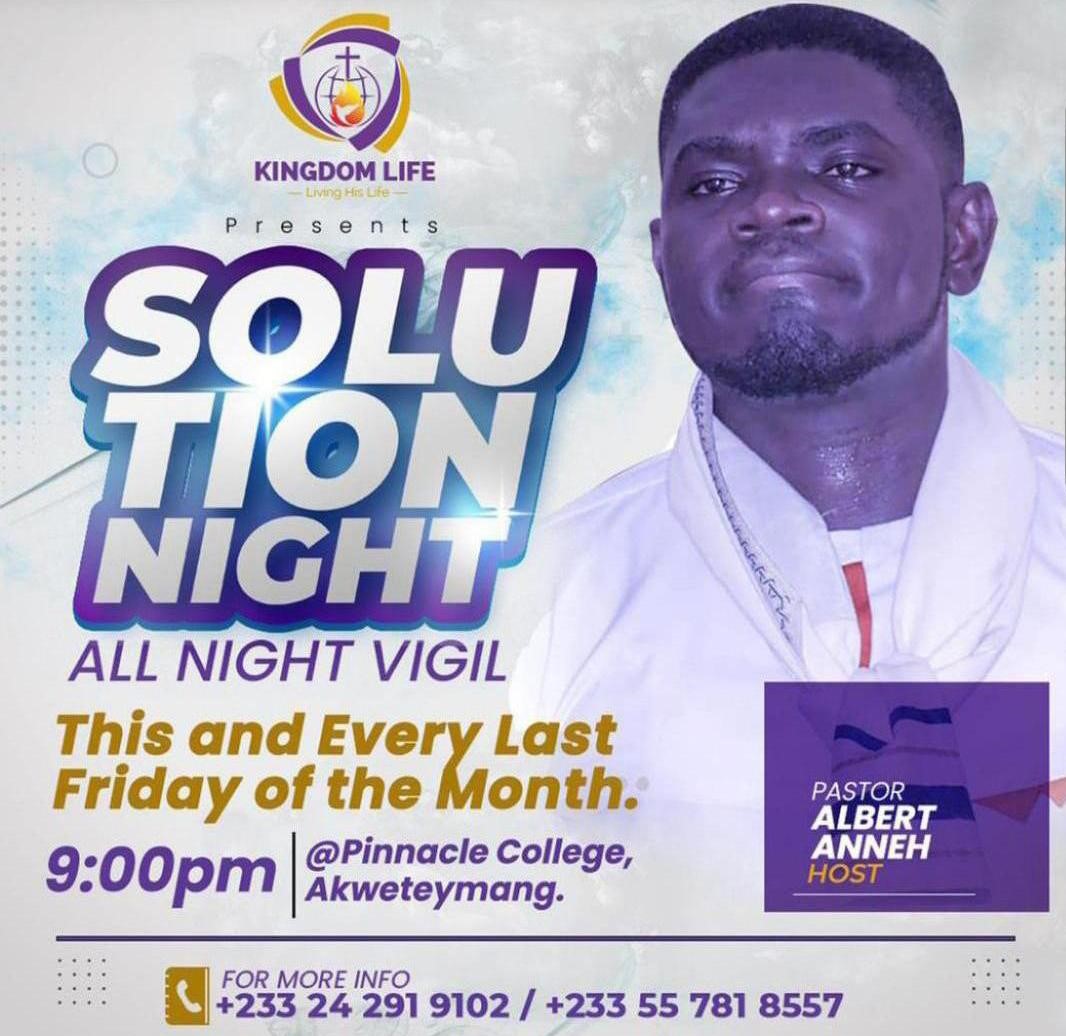 KINGDOM LIFE
— Living His Life —
Presents
SOLU
TION
NIGHT
ALL NIGHT VIGIL
This and Every Last
Friday of the Month.
9:00pm
@Pinnacle College,
Akweteymang.
PASTOR
ALBERT
ANNEH
HOST
FOR MORE INFO
+233 24 291 9102 / +233 55 781 8557